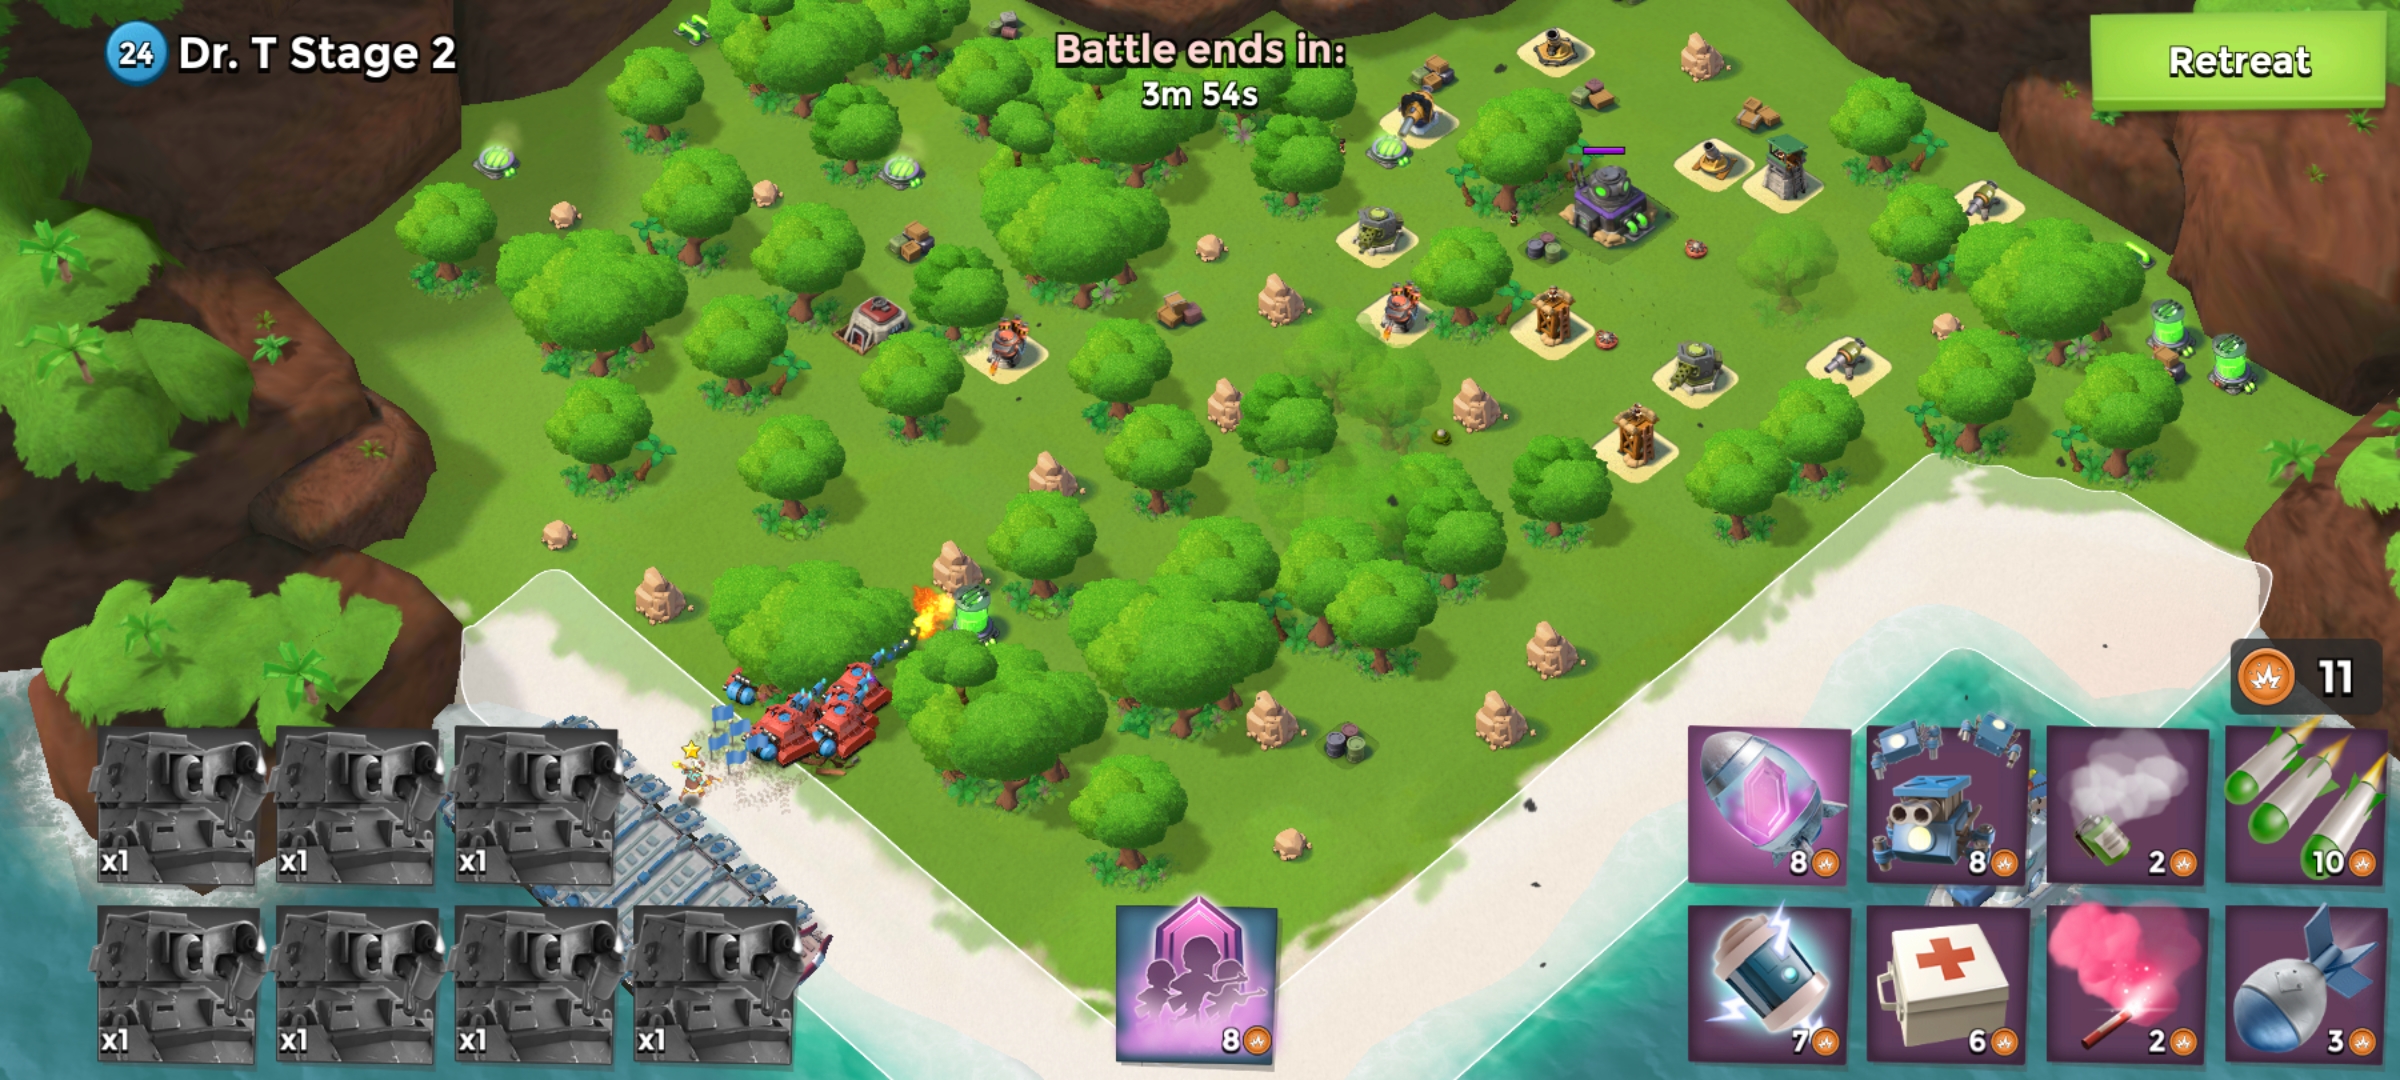 24 Dr. T Stage 2
Battle ends in:
3m 54s
Retreat
11
x1 x1 x1
8 8 2 10
x1 x1 x1 x1
8
7 6 2 3